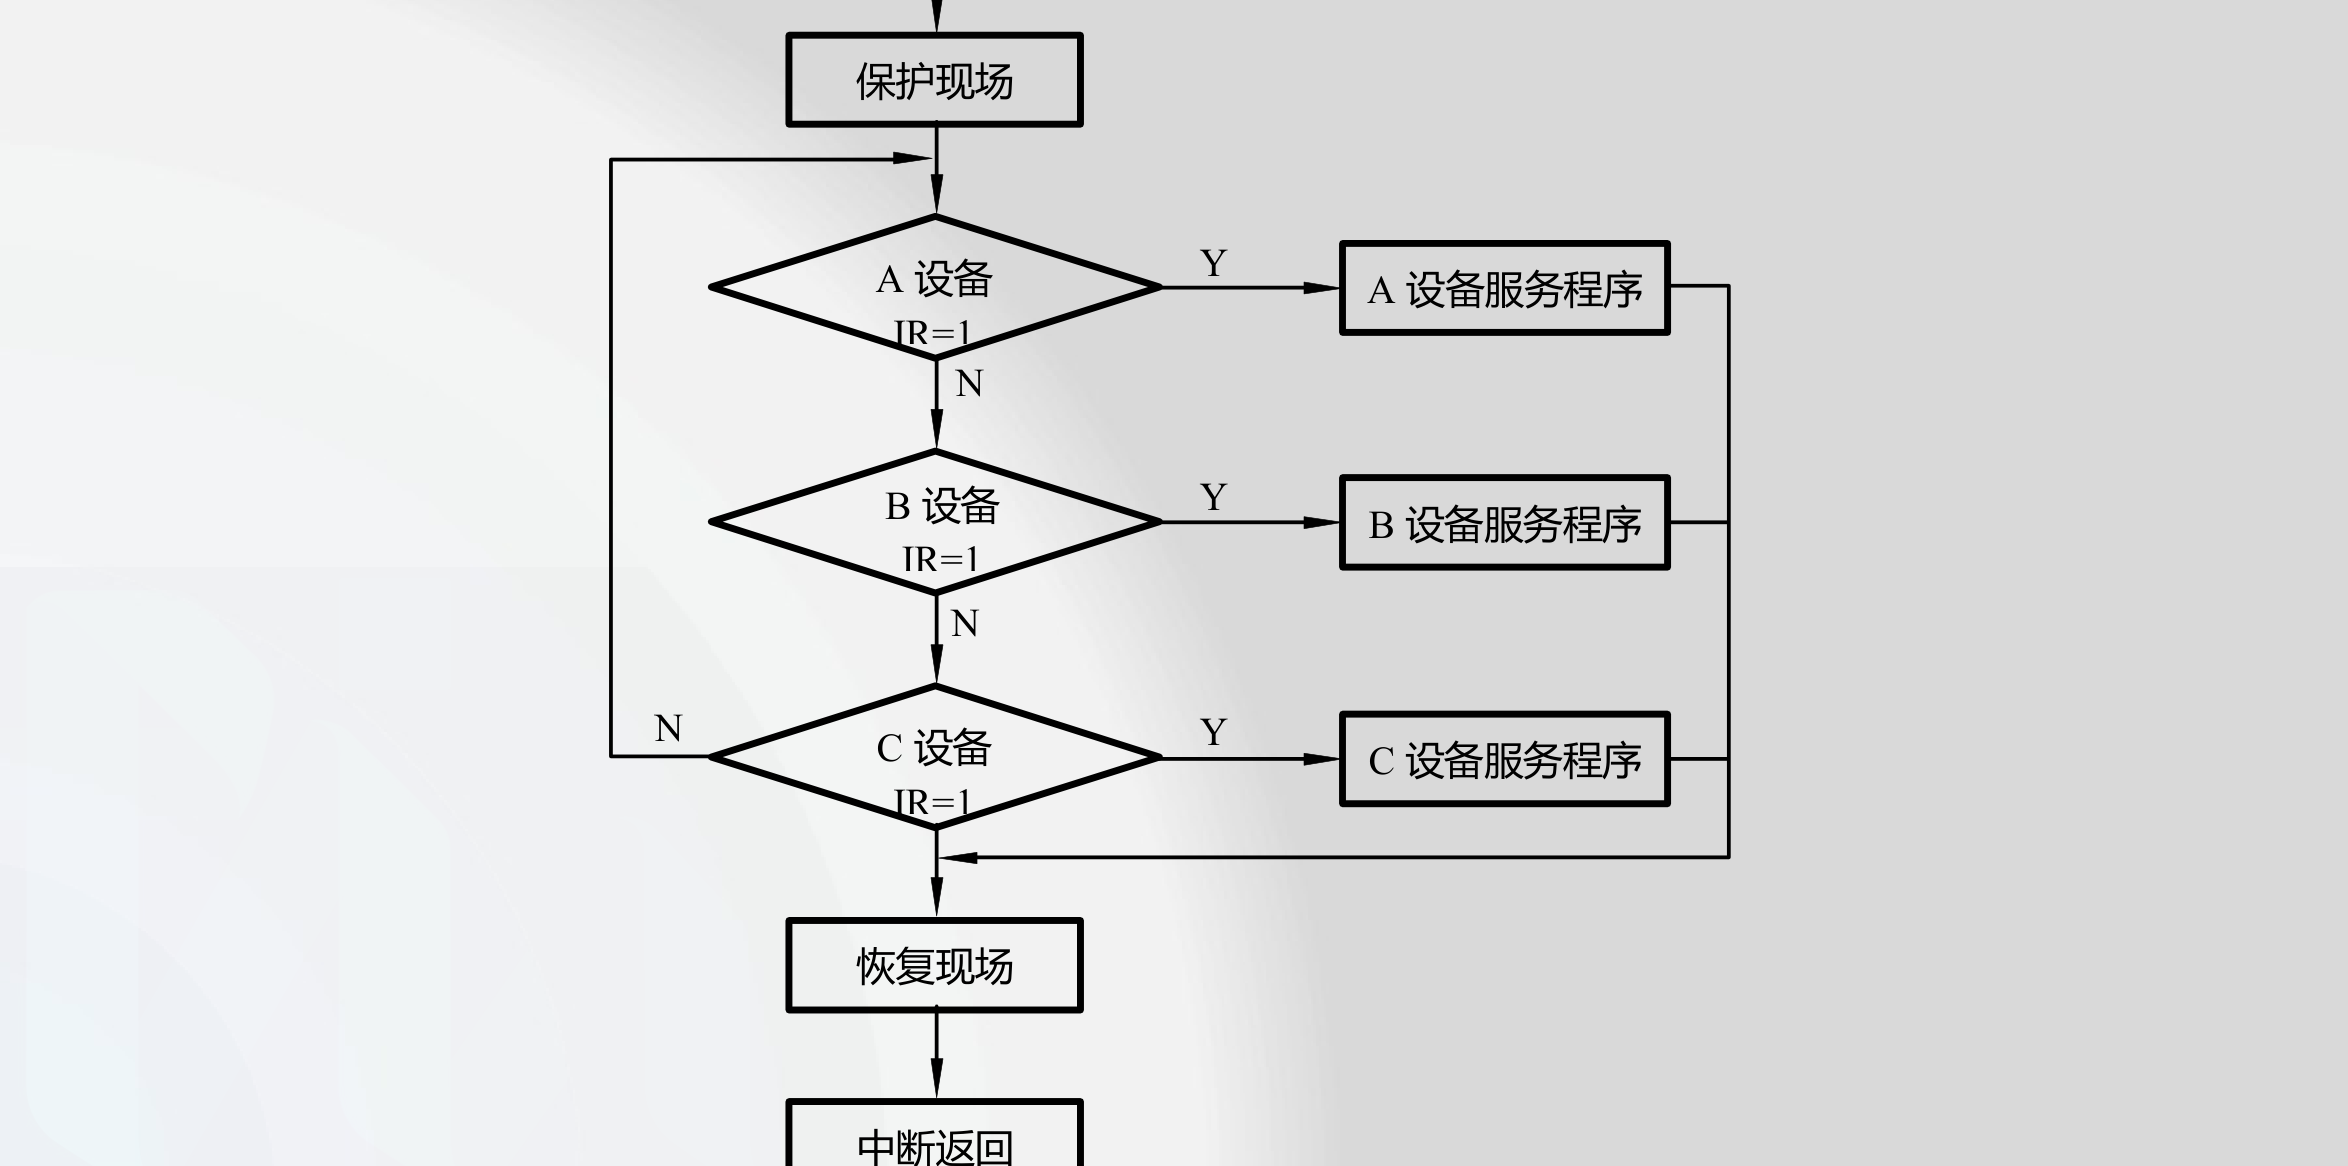 保护现场
A 设备
IR=1
Y
A 设备服务程序
N
B 设备
IR=1
Y
B 设备服务程序
N
C 设备
IR=1
N
Y
C 设备服务程序
恢复现场
中断返回